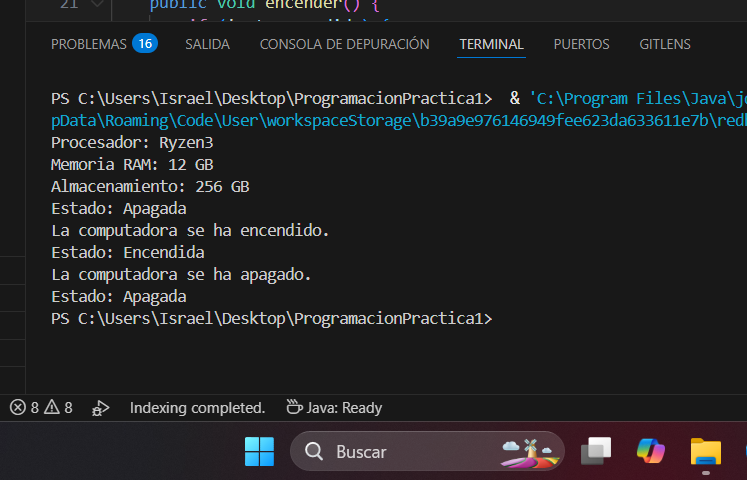 21 public void encender() {
PROBLEMAS 16 SALIDA CONSOLA DE DEPURACIÓN TERMINAL PUERTOS GITLENS
PS C:\Users\Israel\Desktop\ProgramacionPractica1> & 'C:\Program Files\Java\j
pData\Roaming\Code\User\workspaceStorage\b39a9e976146949fee623da633611e7b\red
Procesador: Ryzen3
Memoria RAM: 12 GB
Almacenamiento: 256 GB
Estado: Apagada
La computadora se ha encendido.
Estado: Encendida
La computadora se ha apagado.
Estado: Apagada
PS C:\Users\Israel\Desktop\ProgramacionPractica1>
8 8 Indexing completed. Java: Ready
Buscar